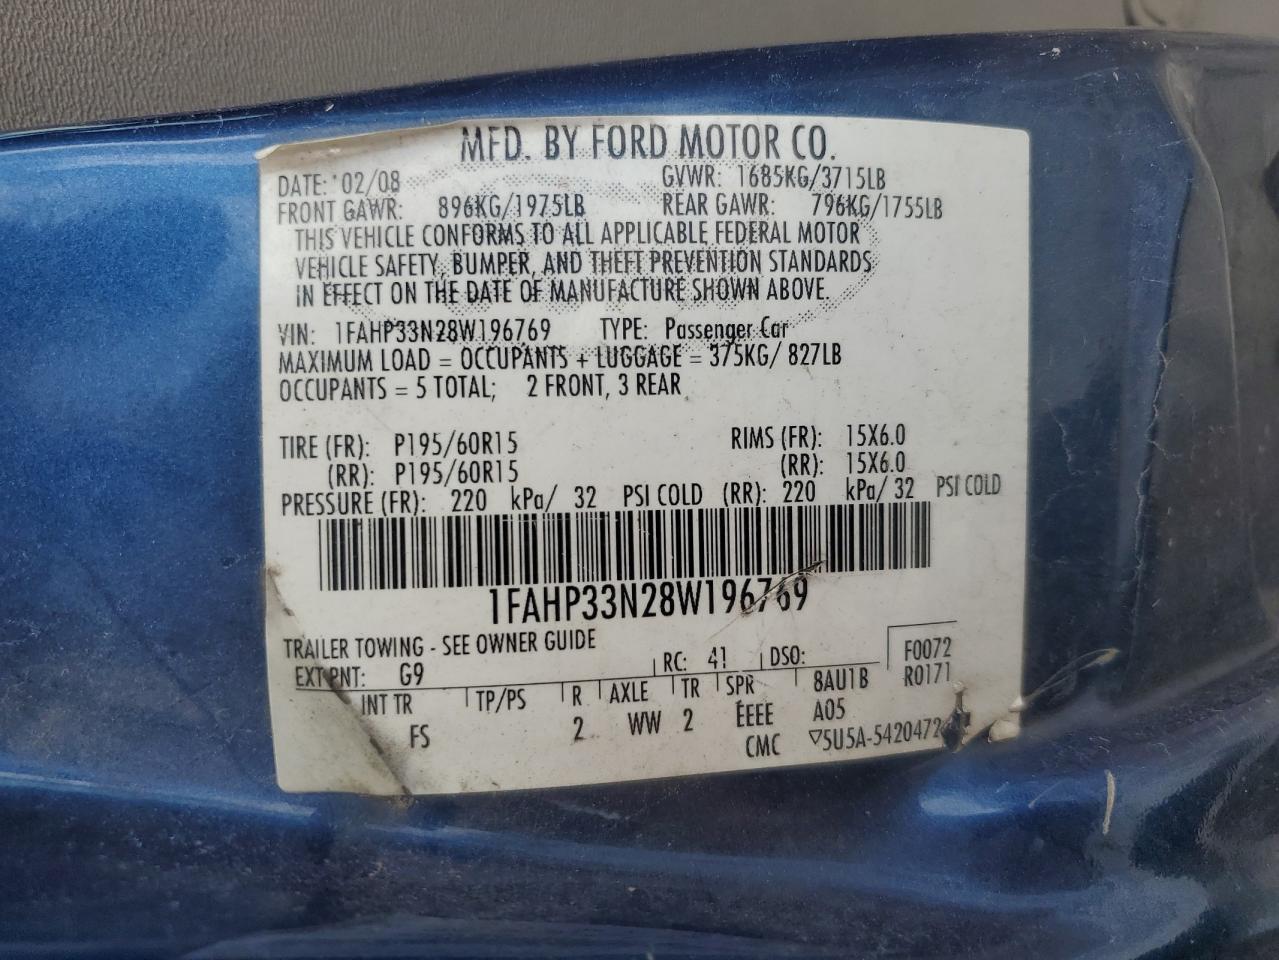 MFD. BY FORD MOTOR CO.
DATE: 02/08 GVWR: 1685KG/3715LB
FRONT GAWR: 896KG/1975LB REAR GAWR: 796KG/1755LB
THIS VEHICLE CONFORMS TO ALL APPLICABLE FEDERAL MOTOR
VEHICLE SAFETY, BUMPER, AND THEFT PREVENTION STANDARDS
IN EFFECT ON THE DATE OF MANUFACTURE SHOWN ABOVE.
VIN: 1FAHP33N28W196769 TYPE: Passenger Car
MAXIMUM LOAD = OCCUPANTS + LUGGAGE = 375KG/ 827LB
OCCUPANTS = 5 TOTAL; 2 FRONT, 3 REAR
TIRE (FR): P195/60R15 RIMS (FR): 15X6.0
(RR): P195/60R15 (RR): 15X6.0
PRESSURE (FR): 220 kPa/ 32 PSI COLD (RR): 220 kPa/ 32 PSI COLD
1FAHP33N28W196769
TRAILER TOWING - SEE OWNER GUIDE
EXT PNT: G9 RC: 41 DSO: F0072
INT TR TP/PS R AXLE TR SPR 8AU1B R0171
FS 2 WW 2 EEEE A05
CMC ▽5U5A-5420472